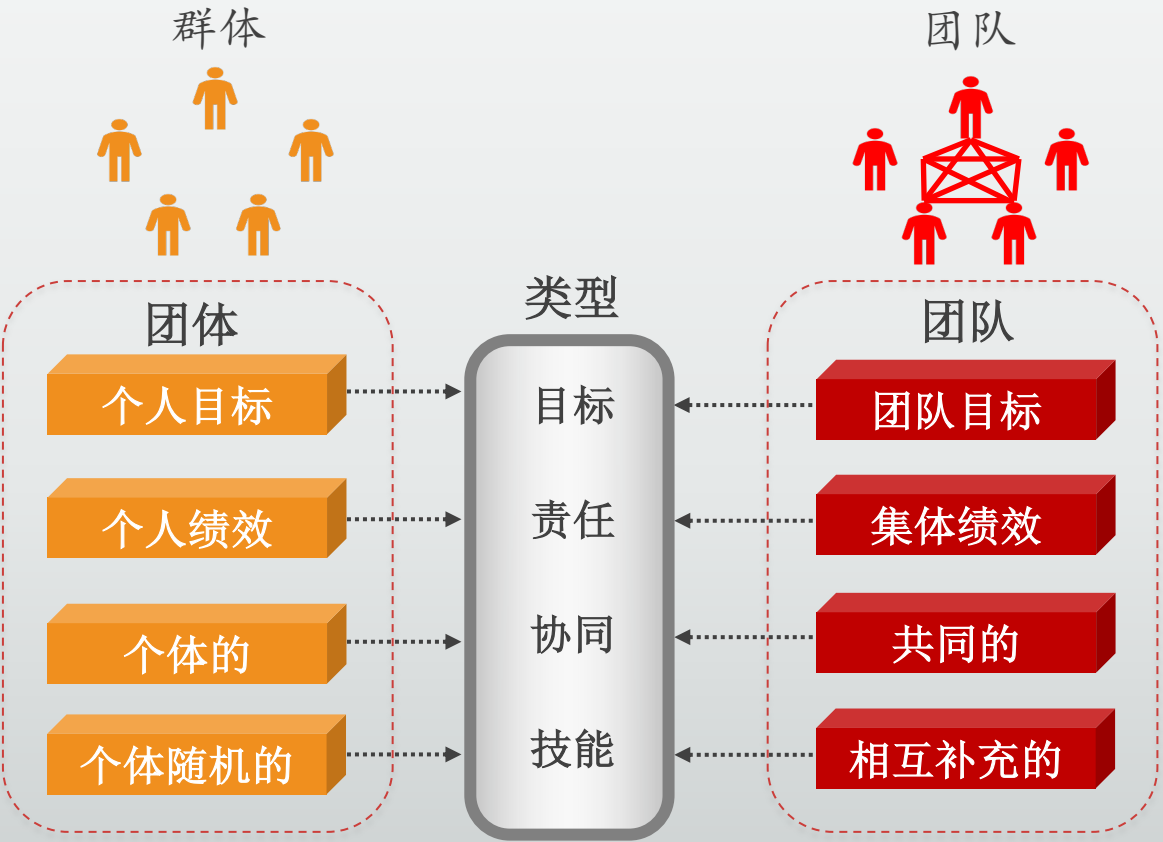 群体
团队
类型
团体
团队
个人目标
目标
团队目标
个人绩效
责任
集体绩效
个体的
协同
共同的
个体随机的
技能
相互补充的